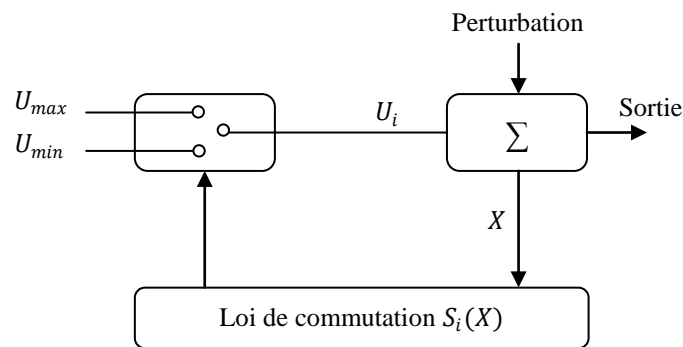 Perturbation
U_max
U_min
U_i
Sortie
∑
X
Loi de commutation S_i(X)